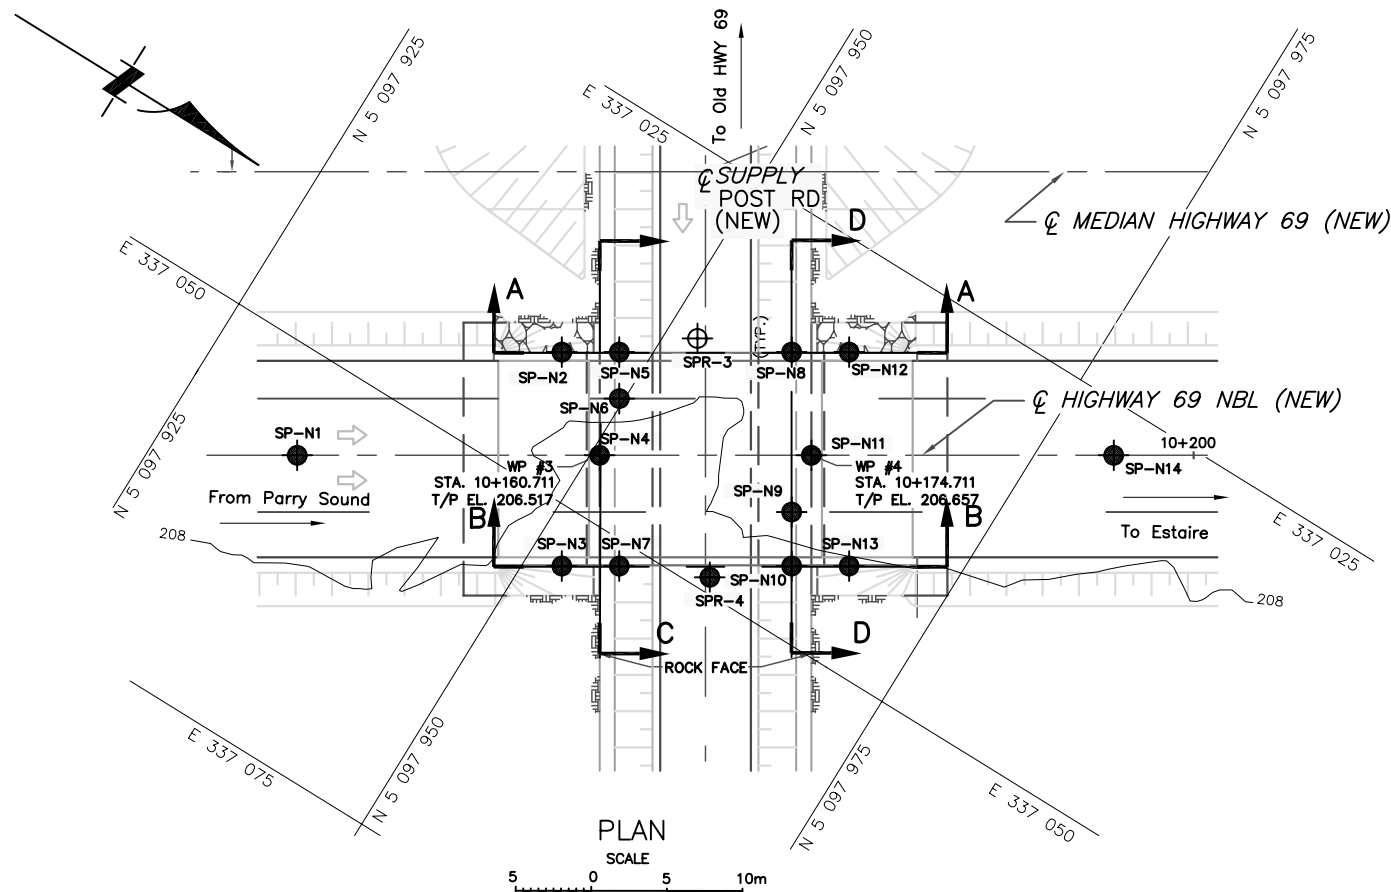 To Old HWY 69
N 5 097 925
N 5 097 950
N 5 097 975
E 337 025
℄ SUPPLY
POST RD
(NEW)
D
℄ MEDIAN HIGHWAY 69 (NEW)
E 337 050
A
A
(TYP.)
SP-N2
SP-N5
SPR-3
SP-N8
SP-N12
℄ HIGHWAY 69 NBL (NEW)
SP-N6
N 5 097 925
SP-N1
SP-N4
SP-N11
10+200
SP-N14
WP #3
STA. 10+160.711
T/P EL. 206.517
WP #4
STA. 10+174.711
T/P EL. 206.657
SP-N9
From Parry Sound
B
B
To Estaire
E 337 025
208
SP-N3
SP-N7
SP-N10
SP-N13
SPR-4
208
C
D
ROCK FACE
E 337 075
N 5 097 950
N 5 097 975
E 337 050
PLAN
SCALE
5 0 5 10m